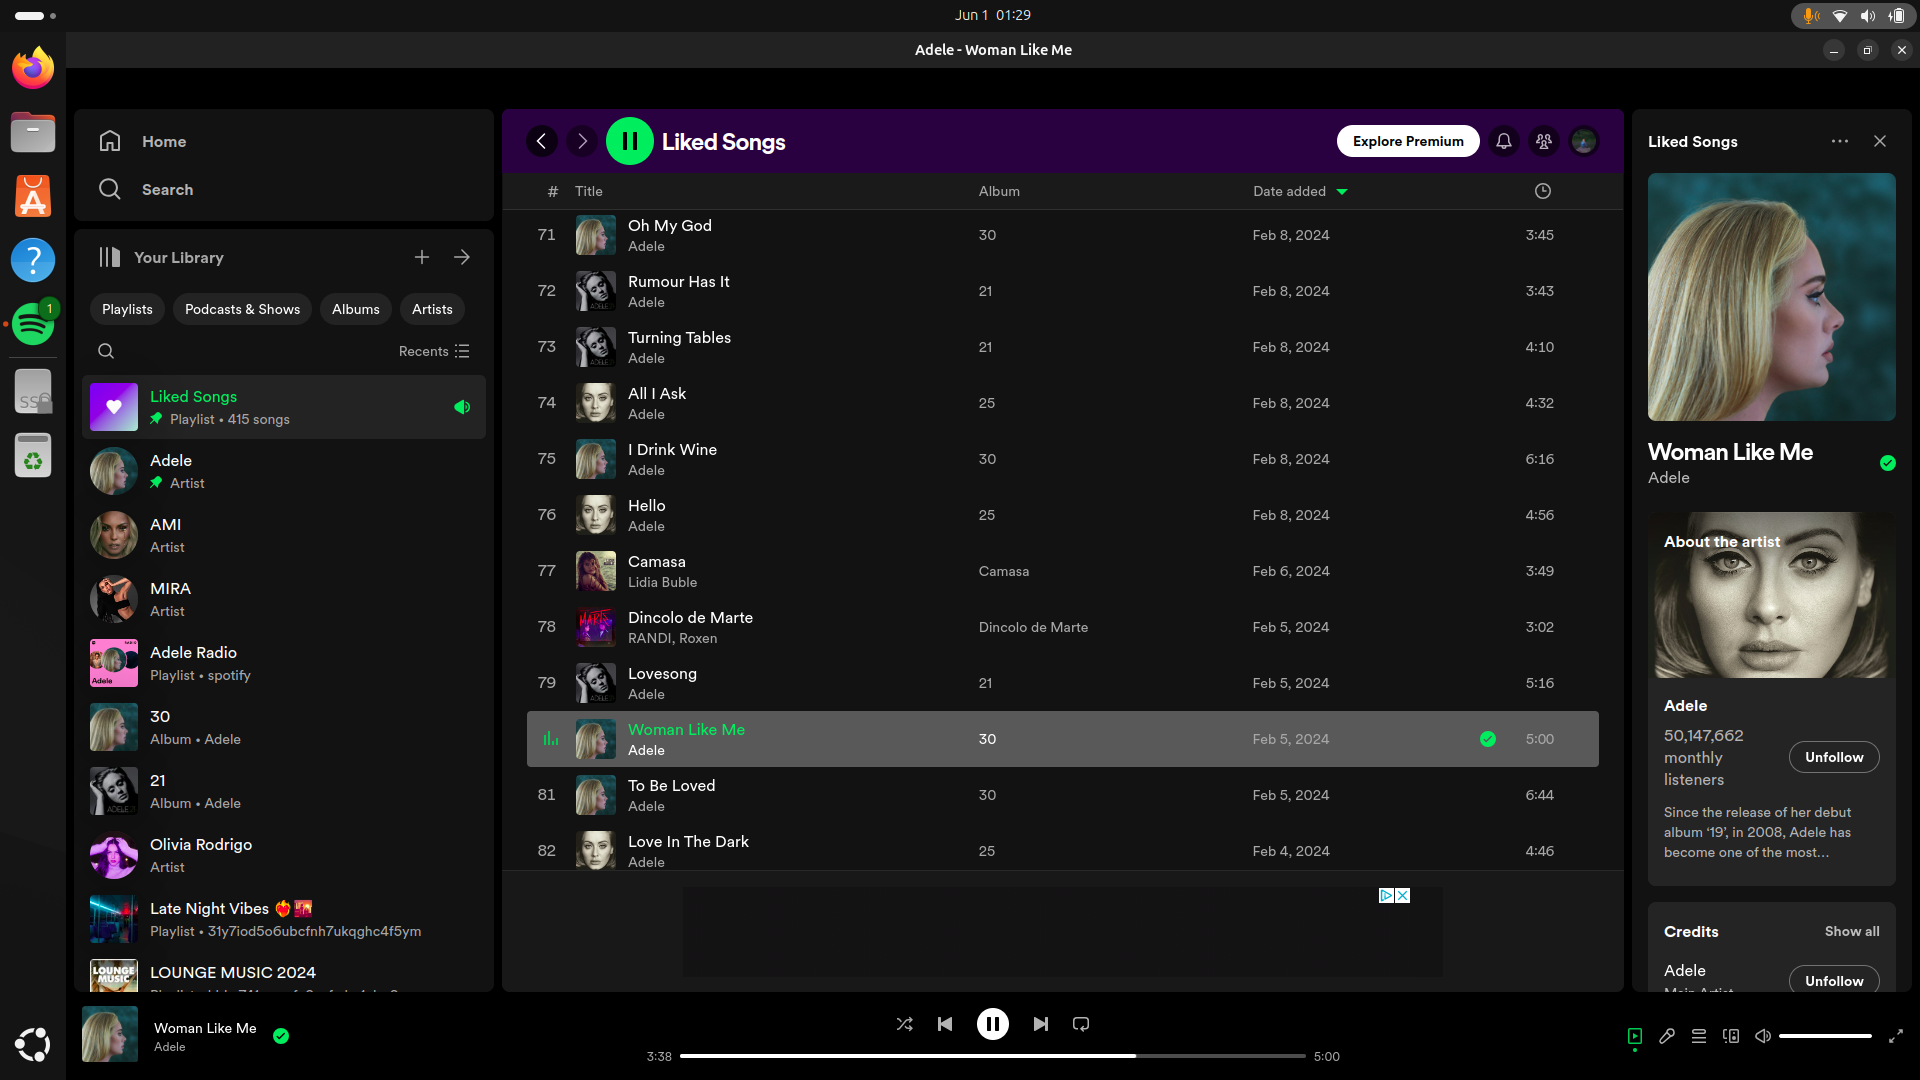 Jun 1 01:29
Adele - Woman Like Me
Home
Search
Your Library
Playlists
Podcasts & Shows
Albums
Artists
Recents
Liked Songs
Playlist • 415 songs
Adele
Artist
AMI
Artist
MIRA
Artist
Adele Radio
Playlist • spotify
30
Album • Adele
21
Album • Adele
Olivia Rodrigo
Artist
Late Night Vibes ❤️‍🔥🌇
Playlist • 31y7iod5o6ubcfnh7ukqghc4f5ym
LOUNGE MUSIC 2024
Liked Songs
Explore Premium
# Title Album Date added
71 Oh My God 30 Feb 8, 2024 3:45
Adele
72 Rumour Has It 21 Feb 8, 2024 3:43
Adele
73 Turning Tables 21 Feb 8, 2024 4:10
Adele
74 All I Ask 25 Feb 8, 2024 4:32
Adele
75 I Drink Wine 30 Feb 8, 2024 6:16
Adele
76 Hello 25 Feb 8, 2024 4:56
Adele
77 Camasa Camasa Feb 6, 2024 3:49
Lidia Buble
78 Dincolo de Marte Dincolo de Marte Feb 5, 2024 3:02
RANDI, Roxen
79 Lovesong 21 Feb 5, 2024 5:16
Adele
Woman Like Me 30 Feb 5, 2024 5:00
Adele
81 To Be Loved 30 Feb 5, 2024 6:44
Adele
82 Love In The Dark 25 Feb 4, 2024 4:46
Adele
Liked Songs
Woman Like Me
Adele
About the artist
Adele
50,147,662
monthly
listeners
Unfollow
Since the release of her debut
album ‘19’, in 2008, Adele has
become one of the most...
Credits
Show all
Adele
Main Artist
Unfollow
Woman Like Me
Adele
3:38
5:00
1
SS
Adele
LOUNGE
MUSIC